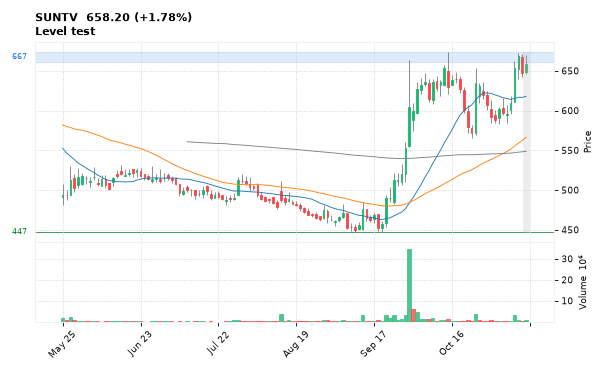 SUNTV 658.20 (+1.78%)
Level test
667
447
650
600
550
500
450
Price
30
20
10
Volume 10⁶
May 25
Jun 23
Jul 22
Aug 19
Sep 17
Oct 16